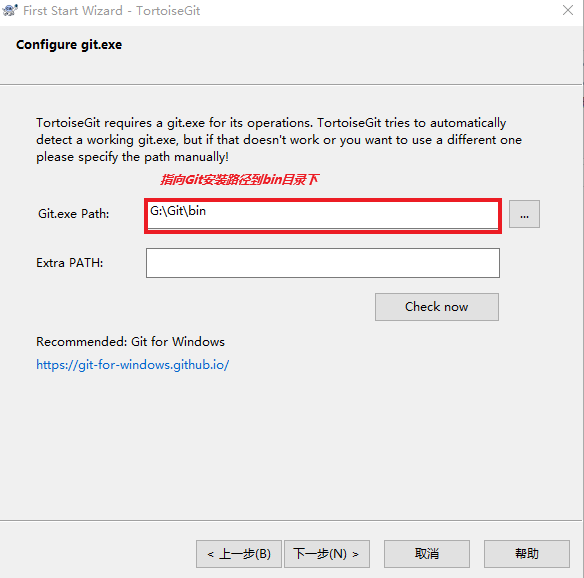 First Start Wizard - TortoiseGit
Configure git.exe
TortoiseGit requires a git.exe for its operations. TortoiseGit tries to automatically
detect a working git.exe, but if that doesn't work or you want to use a different one
please specify the path manually!
指向Git安装路径到bin目录下
Git.exe Path:
G:\Git\bin
...
Extra PATH:
Check now
Recommended: Git for Windows
https://git-for-windows.github.io/
< 上一步(B)
下一步(N) >
取消
帮助